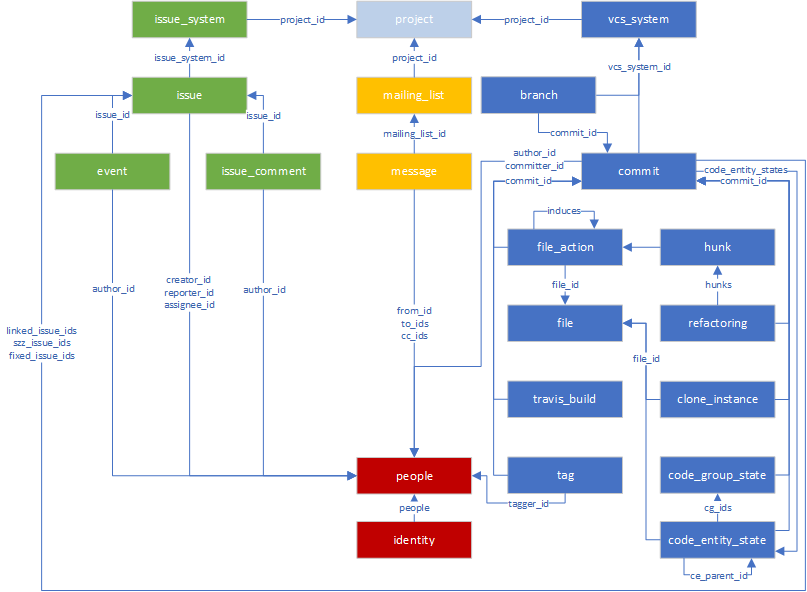 issue_system
project_id
project
project_id
vcs_system
issue_system_id
project_id
vcs_system_id
issue
mailing_list
branch
issue_id
issue_id
mailing_list_id
commit_id
event
issue_comment
message
author_id
committer_id
commit_id
commit
code_entity_states
commit_id
induces
file_action
hunk
author_id
creator_id
reporter_id
assignee_id
author_id
file_id
hunks
from_id
to_ids
cc_ids
file
refactoring
linked_issue_ids
szz_issue_ids
fixed_issue_ids
file_id
travis_build
clone_instance
people
tag
code_group_state
people
tagger_id
cg_ids
identity
code_entity_state
ce_parent_id